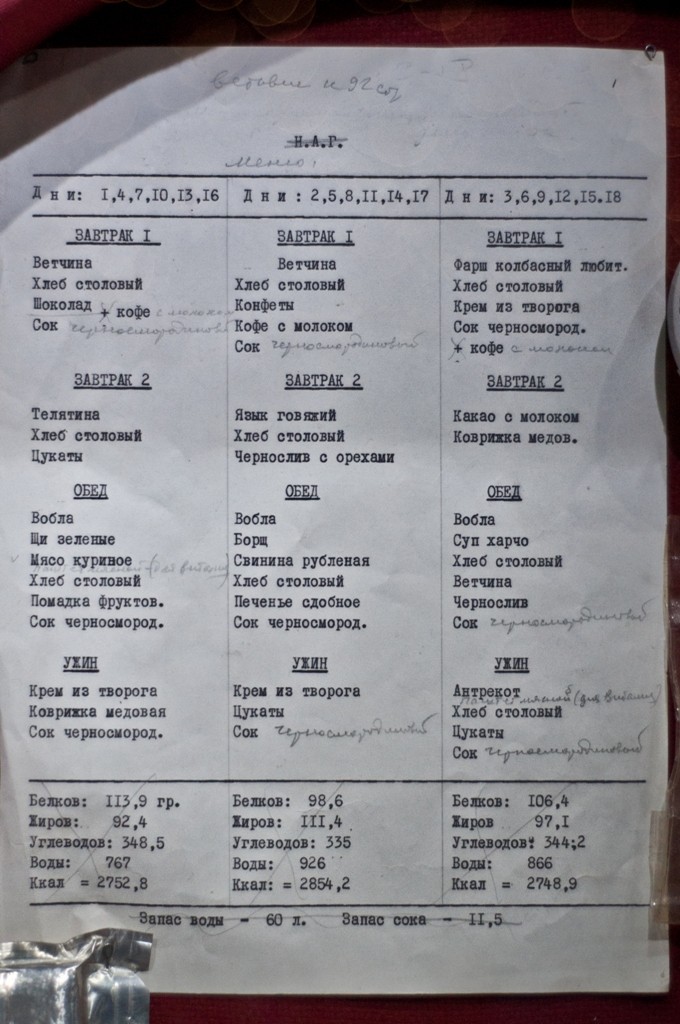 вставка к 92 стр
Н.А.Г.
меню:
Дни: I,4,7,I0,I3,I6
Дни: 2,5,8,II,I4,I7
Дни: 3,6,9,I2,I5.I8
ЗАВТРАК I
Ветчина
Хлеб столовый
Шоколад + кофе с молоком
Сок черносмородиновый
ЗАВТРАК 2
Телятина
Хлеб столовый
Цукаты
ОБЕД
Вобла
Щи зеленые
Мясо куриное
Хлеб столовый
Помадка фруктов.
Сок черносмород.
УЖИН
Крем из творога
Коврижка медовая
Сок черносмород.
Белков: II3,9 гр.
Жиров: 92,4
Углеводов: 348,5
Воды: 767
Ккал = 2752,8
ЗАВТРАК I
Ветчина
Хлеб столовый
Конфеты
Кофе с молоком
Сок черносмородиновый
ЗАВТРАК 2
Язык говяжий
Хлеб столовый
Чернослив с орехами
ОБЕД
Вобла
Борщ
Свинина рубленая
Хлеб столовый
Печенье сдобное
Сок черносмород.
УЖИН
Крем из творога
Цукаты
Сок черносмородиновый
Белков: 98,6
Жиров: III,4
Углеводов: 335
Воды: 926
Ккал: = 2854,2
ЗАВТРАК I
Фарш колбасный любит.
Хлеб столовый
Крем из творога
Сок черносмород.
+ кофе с молоком
ЗАВТРАК 2
Какао с молоком
Коврижка медов.
ОБЕД
Вобла
Суп харчо
Хлеб столовый
Ветчина
Чернослив
Сок черносмородиновый
УЖИН
Антрекот
Хлеб столовый
Цукаты
Сок черносмородиновый
Белков: I06,4
Жиров 97,I
Углеводов: 344;2
Воды: 866
Ккал = 2748,9
Запас воды - 60 л. Запас сока - II,5